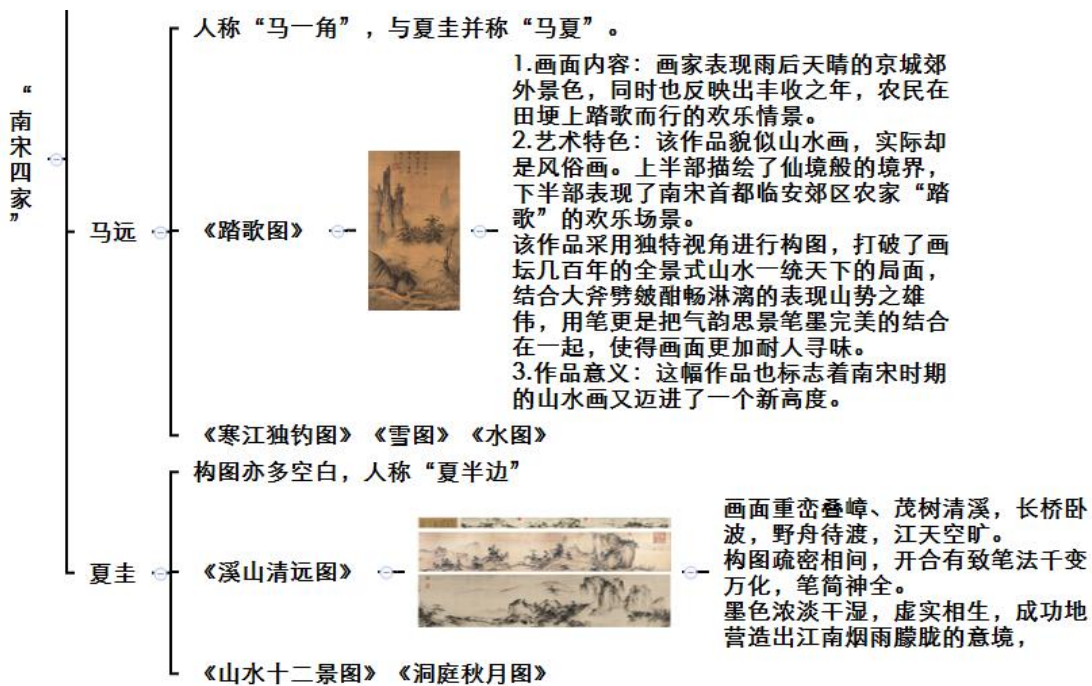 “南宋四家”
马远
人称“马一角”，与夏圭并称“马夏”。
《踏歌图》
1.画面内容：画家表现雨后天晴的京城郊
外景色，同时也反映出丰收之年，农民在
田埂上踏歌而行的欢乐情景。
2.艺术特色：该作品貌似山水画，实际却
是风俗画。上半部描绘了仙境般的境界，
下半部表现了南宋首都临安郊区农家“踏
歌”的欢乐场景。
该作品采用独特视角进行构图，打破了画
坛几百年的全景式山水一统天下的局面，
结合大斧劈皴酣畅淋漓的表现山势之雄
伟，用笔更是把气韵思景笔墨完美的结合
在一起，使得画面更加耐人寻味。
3.作品意义：这幅作品也标志着南宋时期
的山水画又迈进了一个新高度。
《寒江独钓图》《雪图》《水图》
夏圭
构图亦多空白，人称“夏半边”
《溪山清远图》
画面重峦叠嶂、茂树清溪，长桥卧
波，野舟待渡，江天空旷。
构图疏密相间，开合有致笔法千变
万化，笔简神全。
墨色浓淡干湿，虚实相生，成功地
营造出江南烟雨朦胧的意境，
《山水十二景图》《洞庭秋月图》